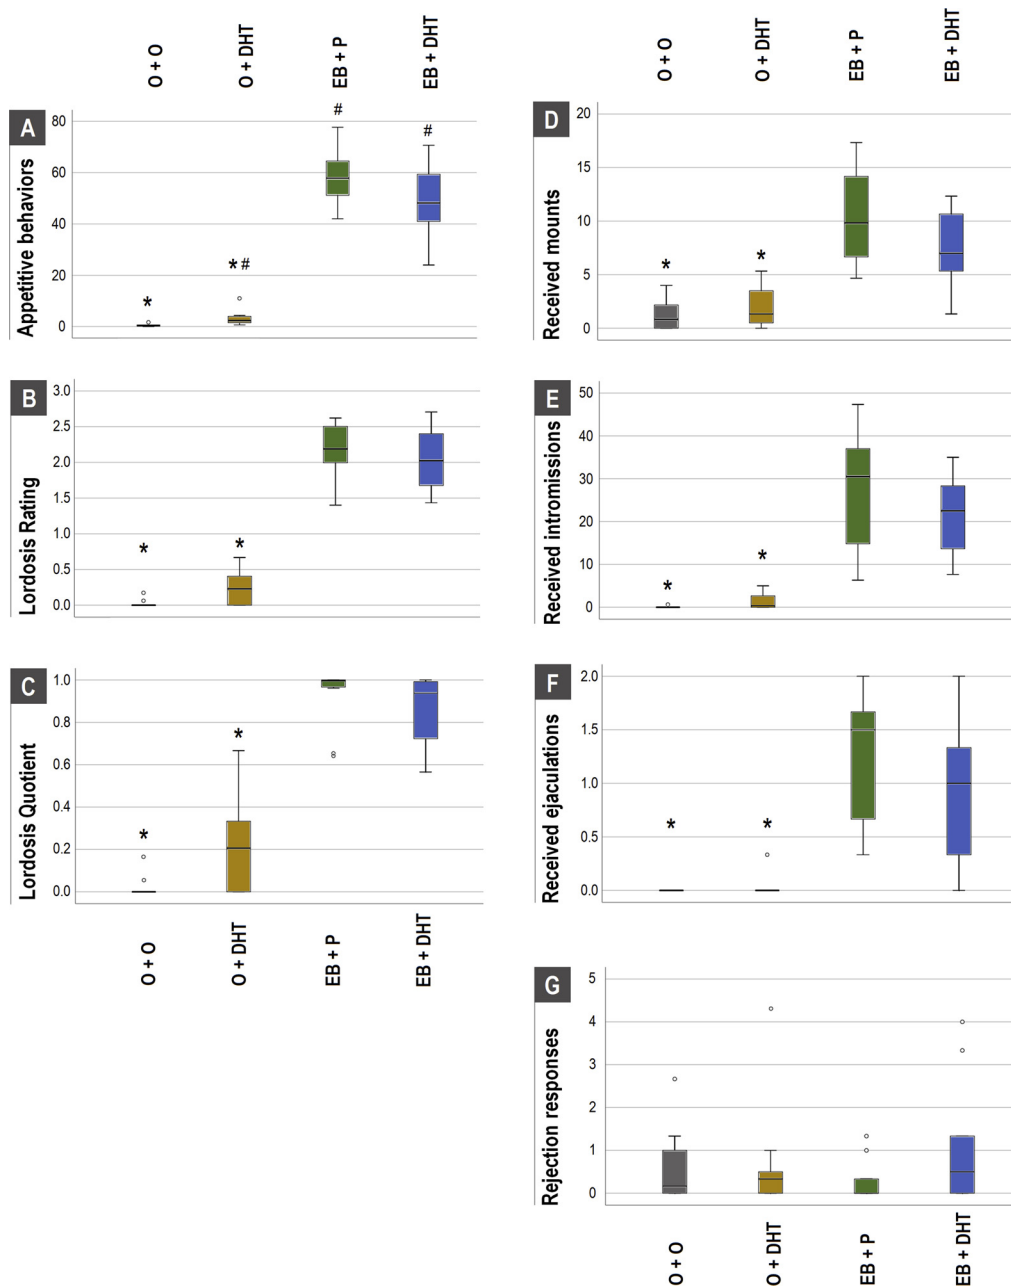 O + O
O + DHT
EB + P
EB + DHT
A
Appetitive behaviors
80
60
40
20
0
*
* #
#
#
B
Lordosis Rating
3.0
2.5
2.0
1.5
1.0
0.5
0.0
*
*
C
Lordosis Quotient
1.0
0.8
0.6
0.4
0.2
0.0
*
*
O + O
O + DHT
EB + P
EB + DHT
O + O
O + DHT
EB + P
EB + DHT
D
Received mounts
20
15
10
5
0
*
*
E
Received intromissions
50
40
30
20
10
0
*
*
F
Received ejaculations
2.0
1.5
1.0
0.5
0.0
*
*
G
Rejection responses
5
4
3
2
1
0
O + O
O + DHT
EB + P
EB + DHT